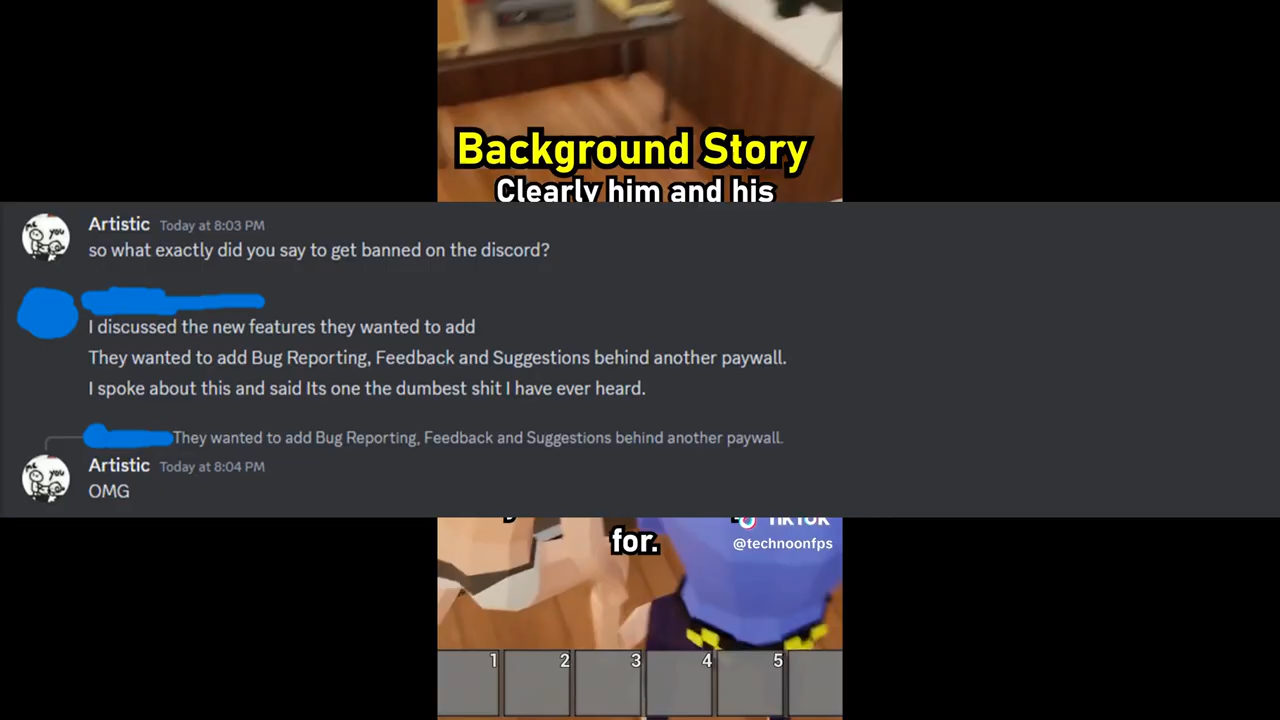 Background Story
Clearly him and his
Artistic Today at 8:03 PM
so what exactly did you say to get banned on the discord?
I discussed the new features they wanted to add
They wanted to add Bug Reporting, Feedback and Suggestions behind another paywall.
I spoke about this and said Its one the dumbest shit I have ever heard.
They wanted to add Bug Reporting, Feedback and Suggestions behind another paywall.
Artistic Today at 8:04 PM
OMG
TikTok
for.
@technoonfps
1 2 3 4 5